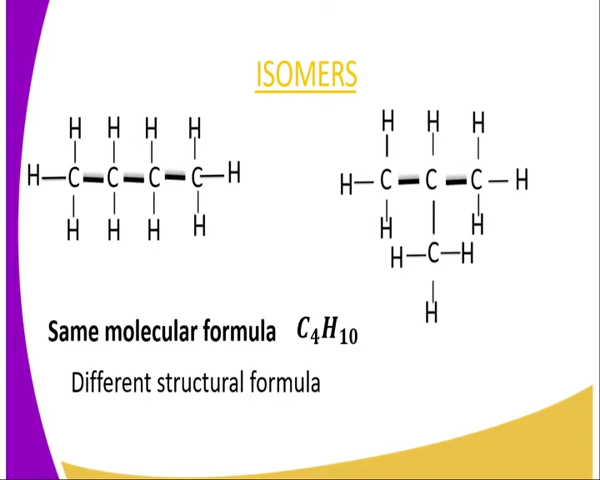 ISOMERS
H H H H
H—C—C—C—C—H
H H H H
H H H
H—C—C—C—H
H H
H—C—H
H
Same molecular formula C₄H₁₀
Different structural formula